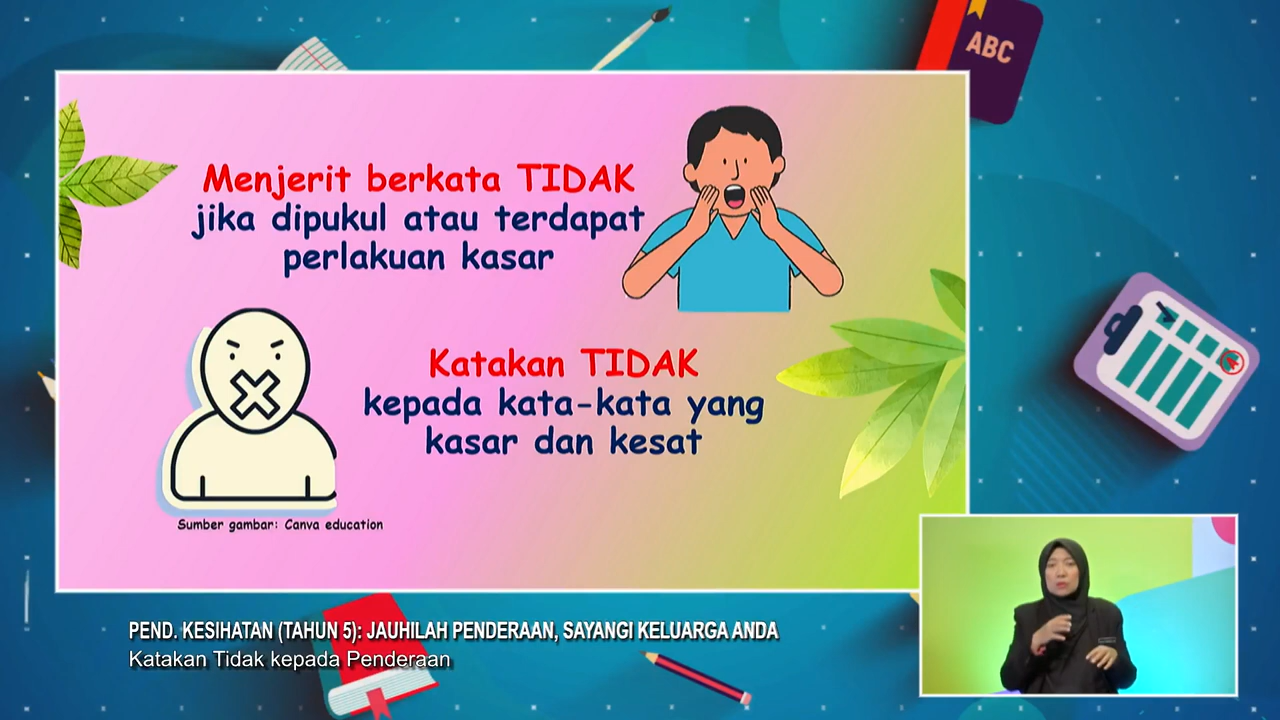 ABC
Menjerit berkata TIDAK
jika dipukul atau terdapat
perlakuan kasar
Katakan TIDAK
kepada kata-kata yang
kasar dan kesat
Sumber gambar: Canva education
PEND. KESIHATAN (TAHUN 5): JAUHILAH PENDERAAN, SAYANGI KELUARGA ANDA
Katakan Tidak kepada Penderaan